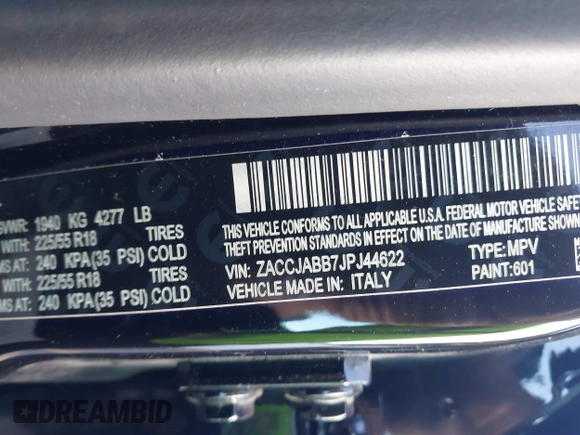 GVWR: 1940 KG 4277 LB
WITH: 225/55 R18 TIRES
MS AT: 240 KPA(35 PSI) COLD
WITH: 225/55 R18 TIRES
MS AT: 240 KPA(35 PSI) COLD
THIS VEHICLE CONFORMS TO ALL APPLICABLE U.S.A. FEDERAL MOTOR VEHICLE
THEFT PREVENTION STANDARDS IN EFFECT ON THE DATE OF
VIN: ZACCJABB7JPJ44622 TYPE: MPV
VEHICLE MADE IN: ITALY PAINT: 601
DREAMBID